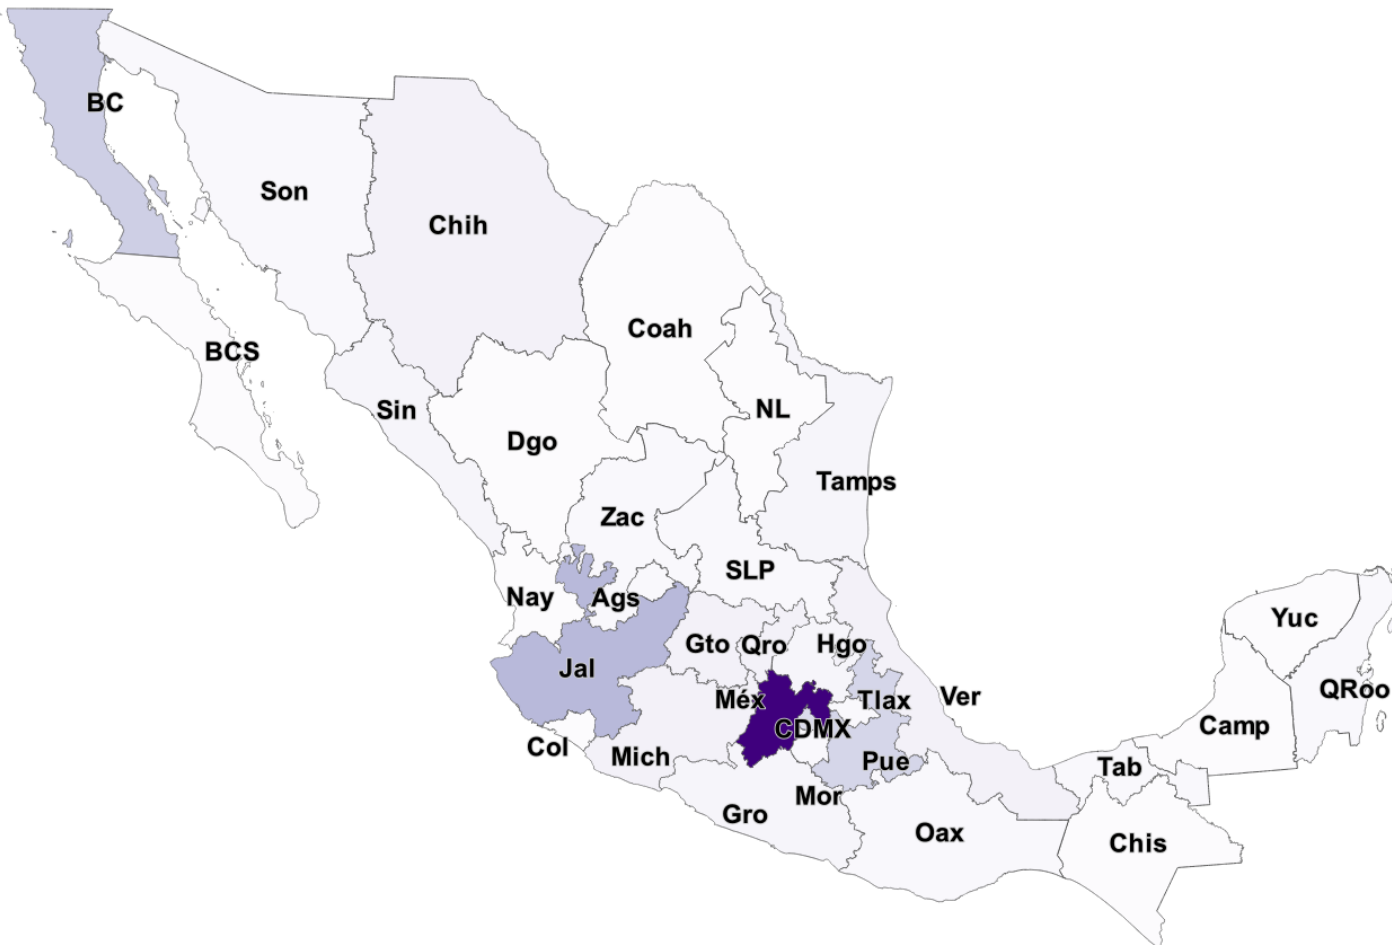 BC
Son
Chih
Coah
BCS
Sin
NL
Dgo
Tamps
Zac
SLP
Nay
Ags
Yuc
Gto
Qro
Hgo
Jal
QRoo
Méx
Tlax
Ver
CDMX
Camp
Col
Mich
Pue
Tab
Mor
Gro
Oax
Chis